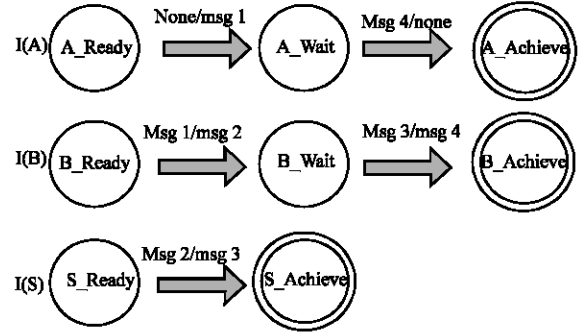 None/msg 1 Msg 4/none
I(A) A_Ready A_Wait A_Achieve
Msg 1/msg 2 Msg 3/msg 4
I(B) B_Ready B_Wait B_Achieve
Msg 2/msg 3
I(S) S_Ready S_Achieve